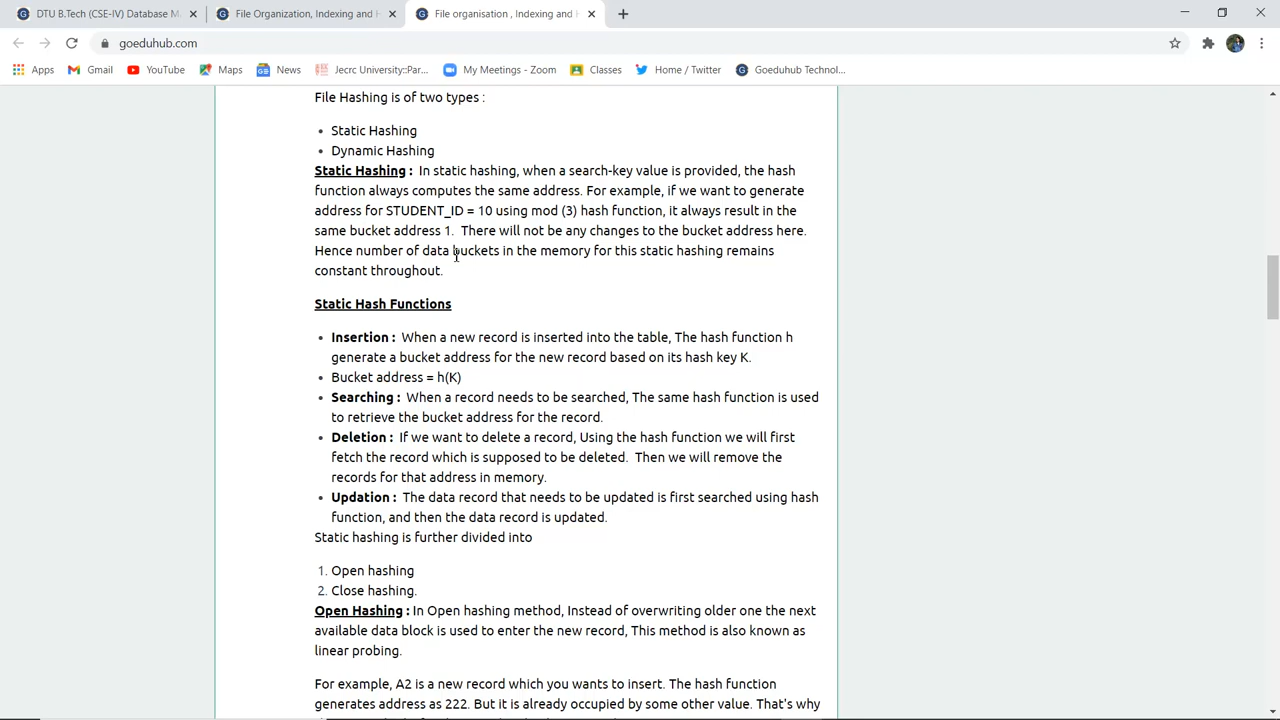 DTU B.Tech (CSE-IV) Database M
File Organization, Indexing and H
File organisation , Indexing and H
goeduhub.com
Apps
Gmail
YouTube
Maps
News
Jecrc University::Par...
My Meetings - Zoom
Classes
Home / Twitter
Goeduhub Technol...
File Hashing is of two types :
• Static Hashing
• Dynamic Hashing
Static Hashing : In static hashing, when a search-key value is provided, the hash
function always computes the same address. For example, if we want to generate
address for STUDENT_ID = 10 using mod (3) hash function, it always result in the
same bucket address 1. There will not be any changes to the bucket address here.
Hence number of data buckets in the memory for this static hashing remains
constant throughout.
Static Hash Functions
• Insertion : When a new record is inserted into the table, The hash function h
generate a bucket address for the new record based on its hash key K.
• Bucket address = h(K)
• Searching : When a record needs to be searched, The same hash function is used
to retrieve the bucket address for the record.
• Deletion : If we want to delete a record, Using the hash function we will first
fetch the record which is supposed to be deleted. Then we will remove the
records for that address in memory.
• Updation : The data record that needs to be updated is first searched using hash
function, and then the data record is updated.
Static hashing is further divided into
1. Open hashing
2. Close hashing.
Open Hashing : In Open hashing method, Instead of overwriting older one the next
available data block is used to enter the new record, This method is also known as
linear probing.
For example, A2 is a new record which you wants to insert. The hash function
generates address as 222. But it is already occupied by some other value. That's why